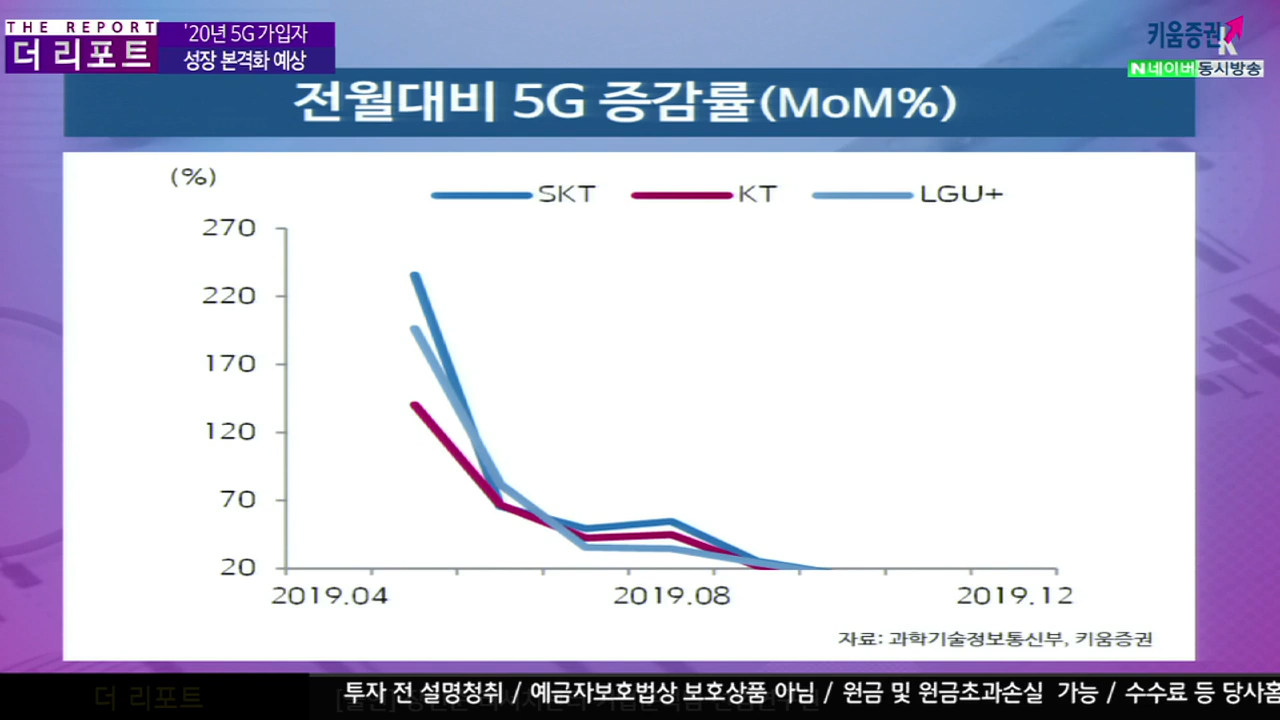 THE REPORT
더 리포트
'20년 5G 가입자
성장 본격화 예상
키움증권
N 네이버 동시방송
전월대비 5G 증감률(MoM%)
(%)
SKT KT LGU+
270
220
170
120
70
20
2019.04 2019.08 2019.12
자료: 과학기술정보통신부, 키움증권
더 리포트
투자 전 설명청취 / 예금자보호법상 보호상품 아님 / 원금 및 원금초과손실 가능 / 수수료 등 당사홈